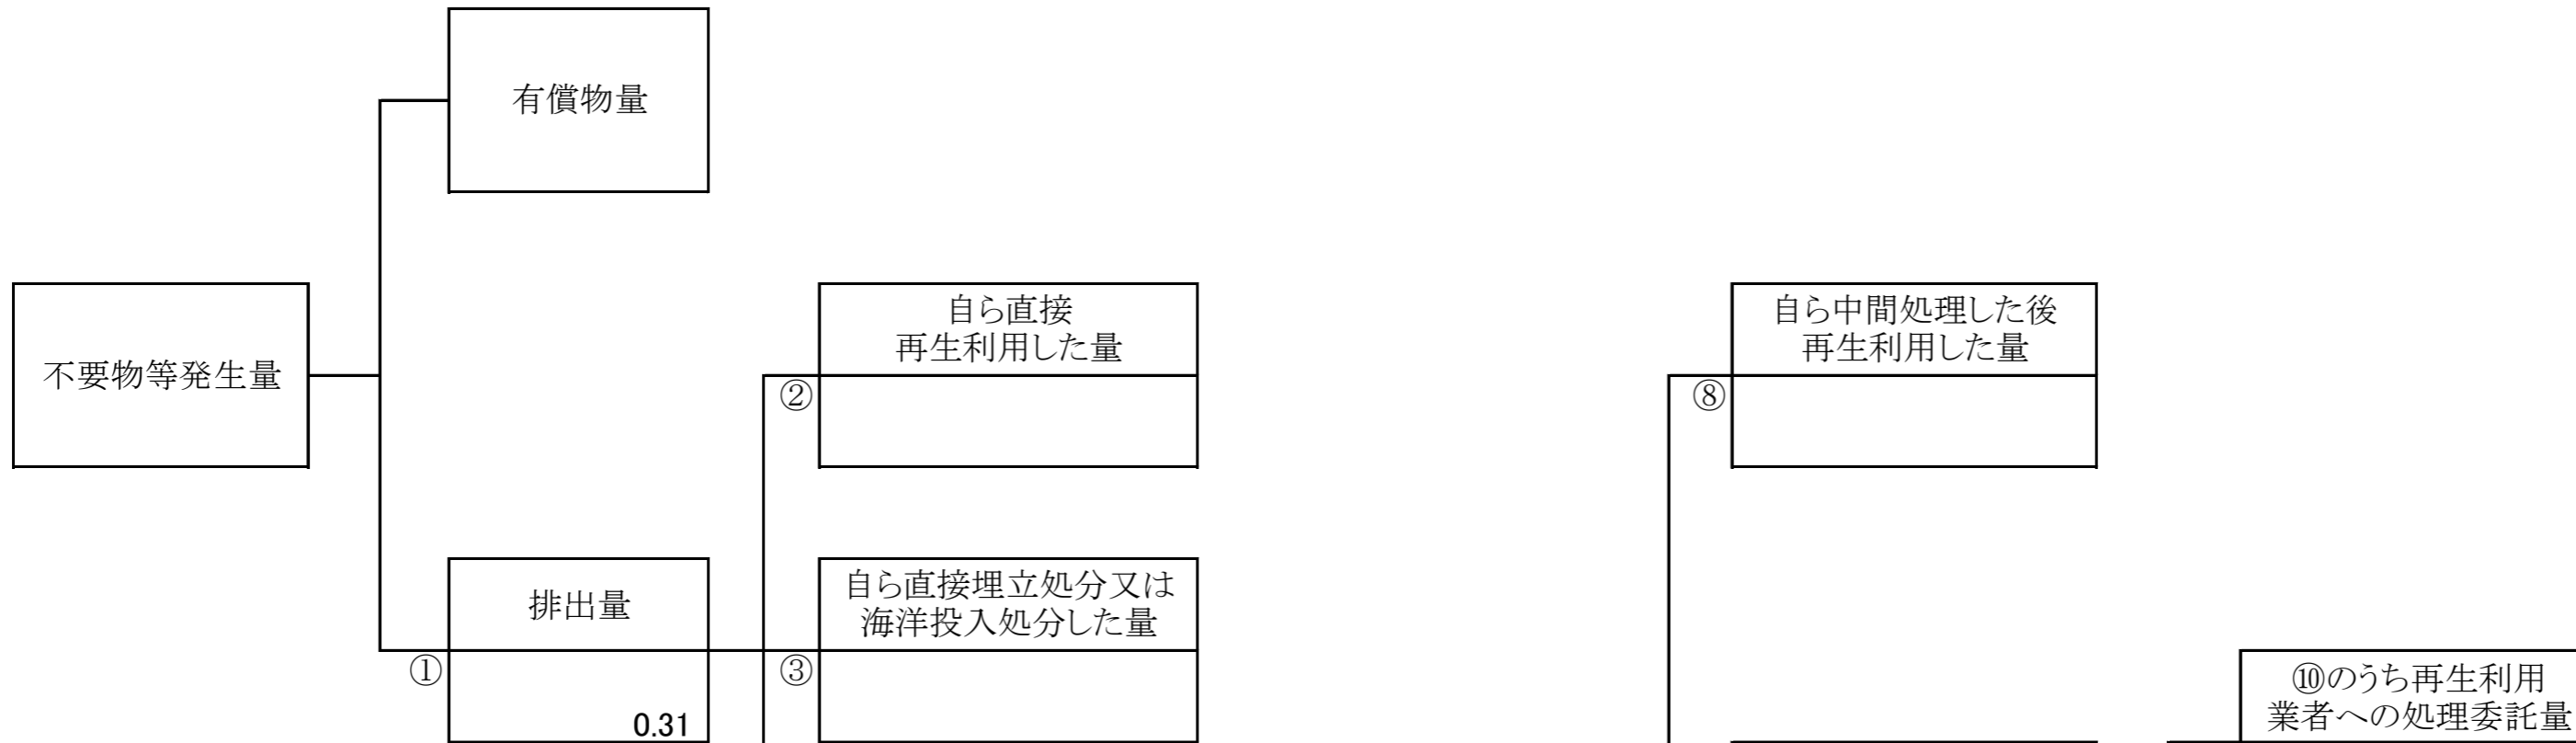 有償物量
不要物等発生量
自ら直接
再生利用した量
②
自ら中間処理した後
再生利用した量
⑧
排出量
①
0.31
自ら直接埋立処分又は
海洋投入処分した量
③
⑩のうち再生利用
業者への処理委託量